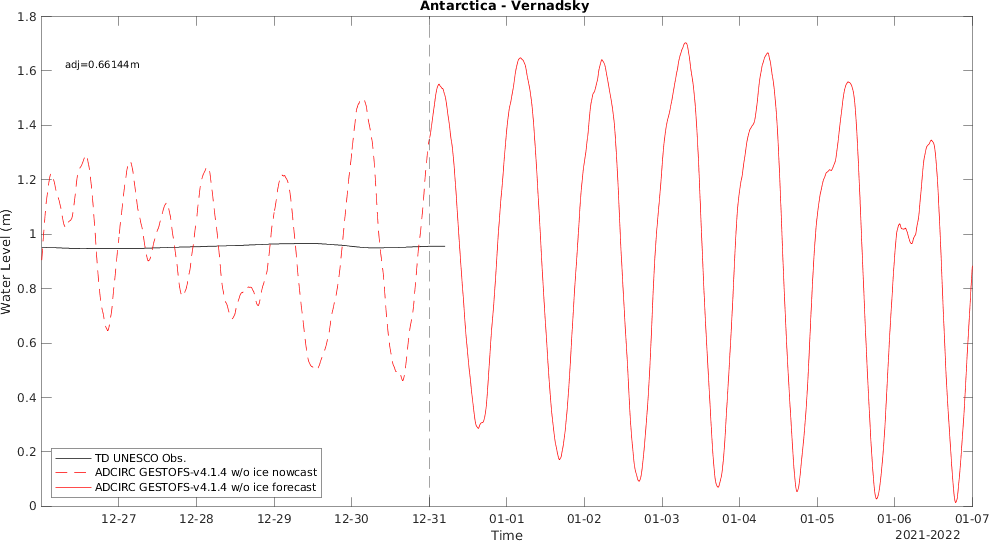 Antarctica - Vernadsky
adj=0.66144m
Water Level (m)
1.8
1.6
1.4
1.2
1
0.8
0.6
0.4
0.2
0
TD UNESCO Obs.
ADCIRC GESTOFS-v4.1.4 w/o ice nowcast
ADCIRC GESTOFS-v4.1.4 w/o ice forecast
12-27 12-28 12-29 12-30 12-31 01-01 01-02 01-03 01-04 01-05 01-06 01-07
Time
2021-2022